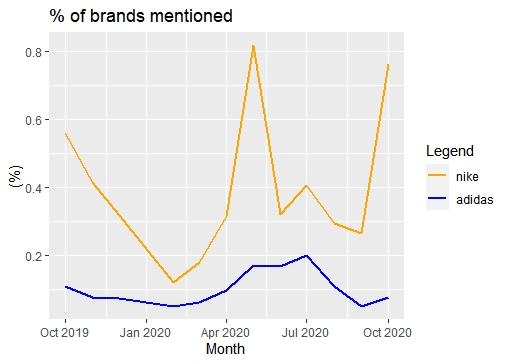 % of brands mentioned
0.8
0.6
0.4
0.2
(%)
Oct 2019 Jan 2020 Apr 2020 Jul 2020 Oct 2020
Month
Legend
nike
adidas